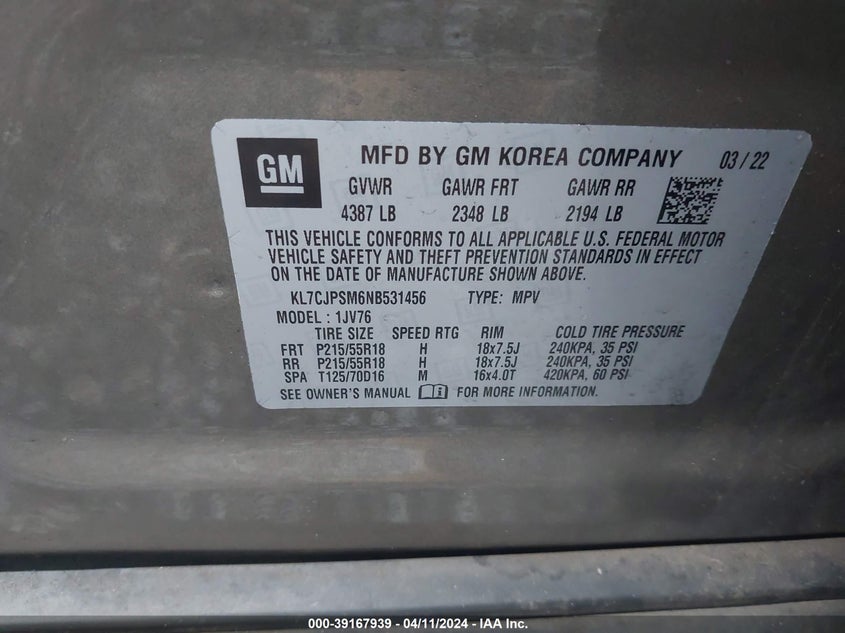 GM
MFD BY GM KOREA COMPANY 03/22
GVWR GAWR FRT GAWR RR
4387 LB 2348 LB 2194 LB
THIS VEHICLE CONFORMS TO ALL APPLICABLE U.S. FEDERAL MOTOR
VEHICLE SAFETY AND THEFT PREVENTION STANDARDS IN EFFECT
ON THE DATE OF MANUFACTURE SHOWN ABOVE.
KL7CJPSM6NB531456 TYPE: MPV
MODEL : 1JV76
TIRE SIZE SPEED RTG RIM COLD TIRE PRESSURE
FRT P215/55R18 H 18x7.5J 240KPA, 35 PSI
RR P215/55R18 H 18x7.5J 240KPA, 35 PSI
SPA T125/70D16 M 16x4.0T 420KPA, 60 PSI
SEE OWNER'S MANUAL FOR MORE INFORMATION.
000-39167939 - 04/11/2024 - IAA Inc.